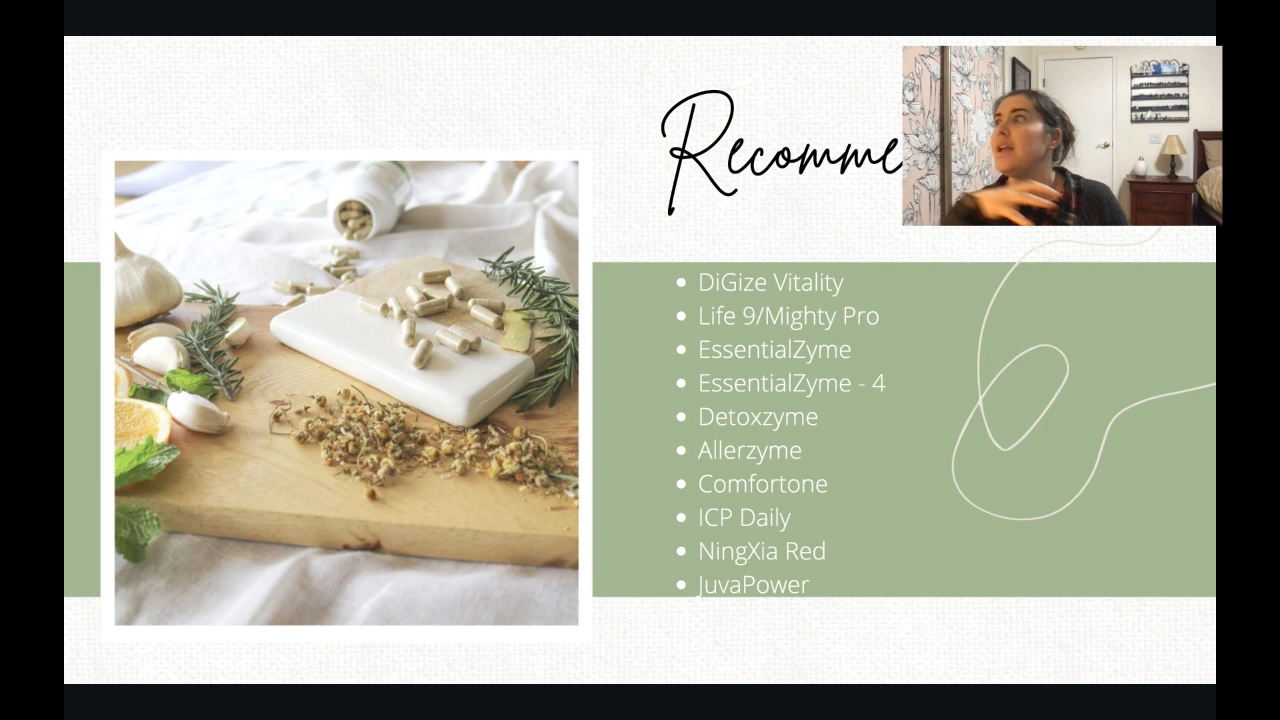 Recomme
DiGize Vitality
Life 9/Mighty Pro
EssentialZyme
EssentialZyme - 4
Detoxzyme
Allerzyme
Comfortone
ICP Daily
NingXia Red
JuvaPower